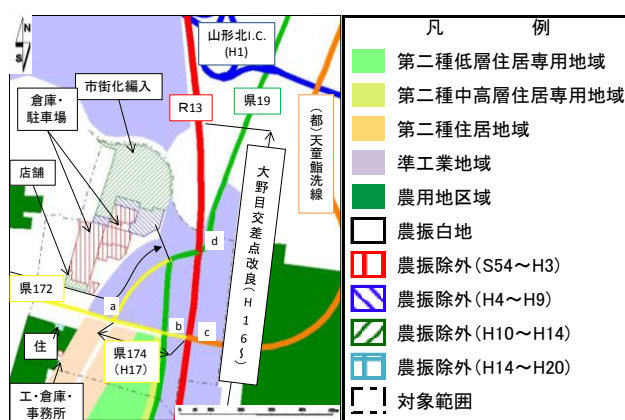 N
S
山形北I.C.
(H1)
市街化編入
R13
県19
倉庫・
駐車場
(都)天童鮨洗線
店舗
大野目交差点改良(H16~)
d
県172
a
b
c
住
県174
(H17)
工・倉庫・
事務所
凡 例
第二種低層住居専用地域
第二種中高層住居専用地域
第二種住居地域
準工業地域
農用地区域
農振白地
農振除外(S54~H3)
農振除外(H4~H9)
農振除外(H10~H14)
農振除外(H14~H20)
対象範囲